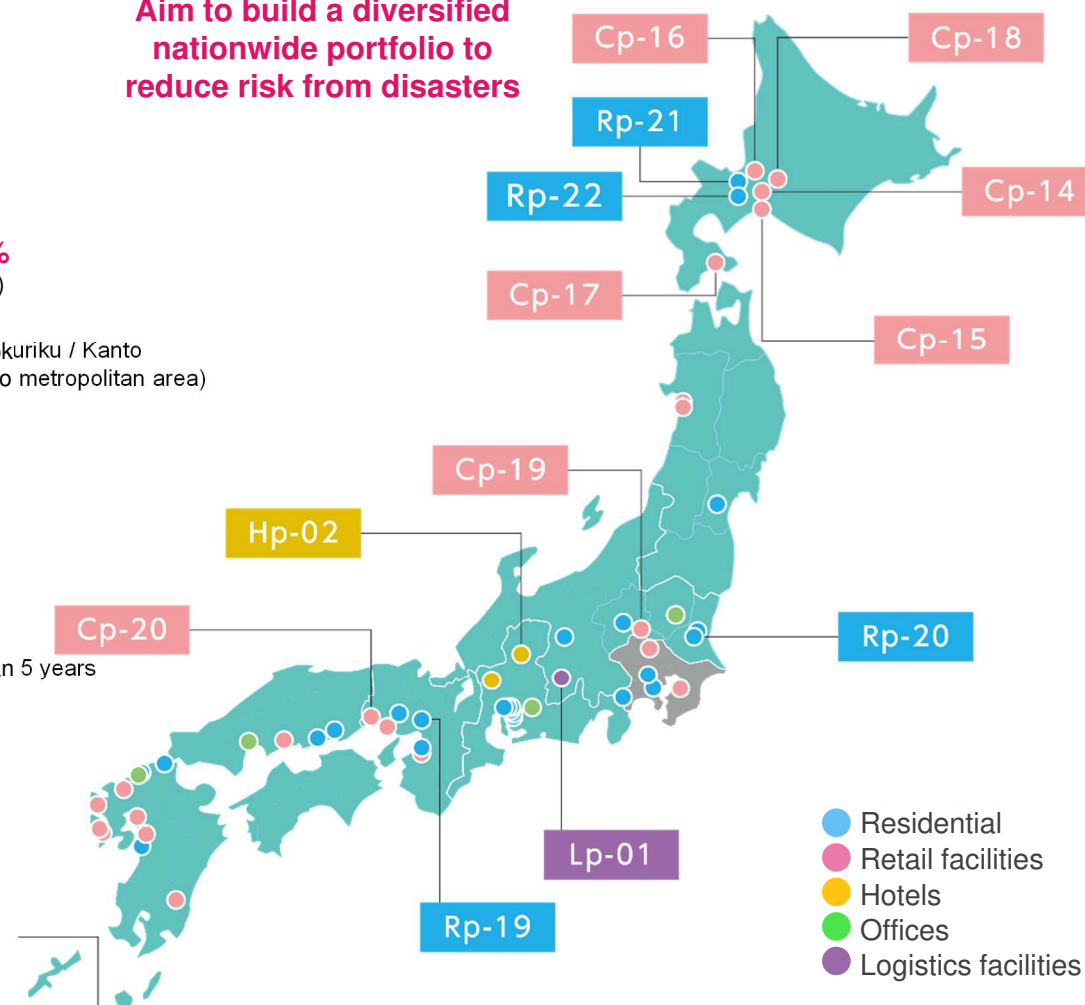 Aim to build a diversified
nationwide portfolio to
reduce risk from disasters
Cp-16
Cp-18
Rp-21
Rp-22
Cp-14
%
)
Cp-17
kuriku / Kanto
o metropolitan area)
Cp-15
Cp-19
Hp-02
Cp-20
Rp-20
n 5 years
Lp-01
Rp-19
Residential
Retail facilities
Hotels
Offices
Logistics facilities